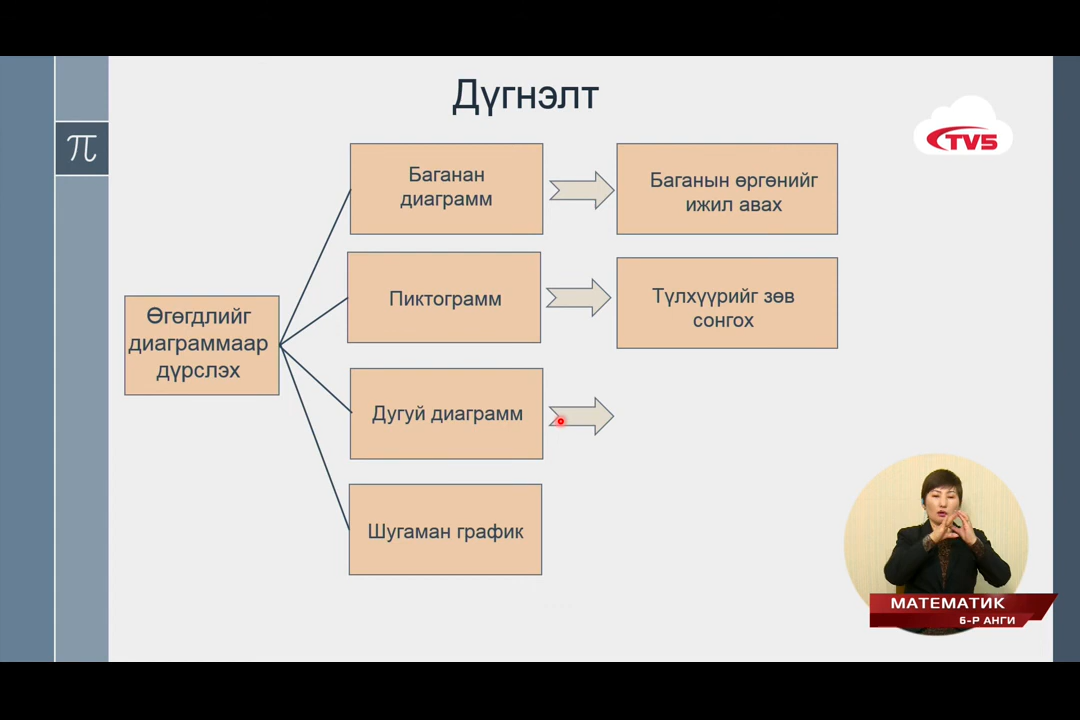 Дүгнэлт
π
TV5
Баганан
диаграмм
Баганын өргөнийг
ижил авах
Пиктограмм
Түлхүүрийг зөв
сонгох
Өгөгдлийг
диаграммаар
дүрслэх
Дугуй диаграмм
Шугаман график
МАТЕМАТИК
6-Р АНГИ